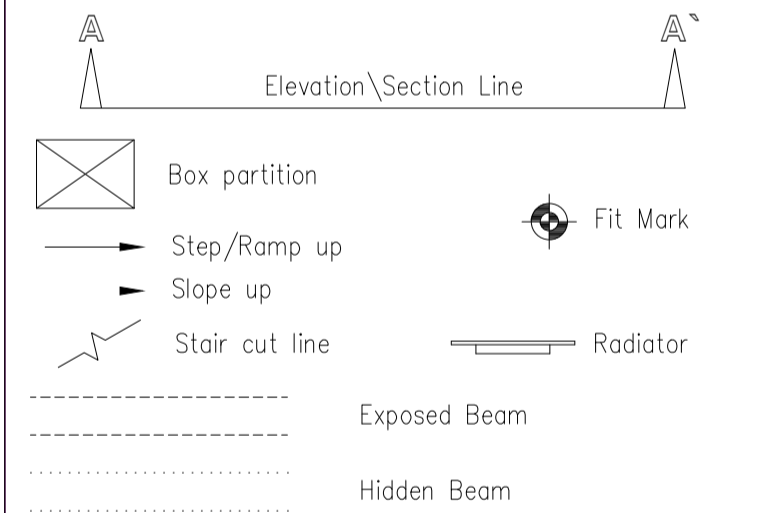 A A`
Elevation\Section Line
Box partition
Fit Mark
Step/Ramp up
Slope up
Stair cut line
Radiator
Exposed Beam
Hidden Beam